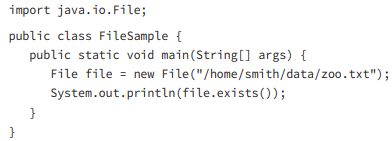 import java.io.File;
public class FileSample {
   public static void main(String[] args) {
      File file = new File("/home/smith/data/zoo.txt");
      System.out.println(file.exists());
   }
}